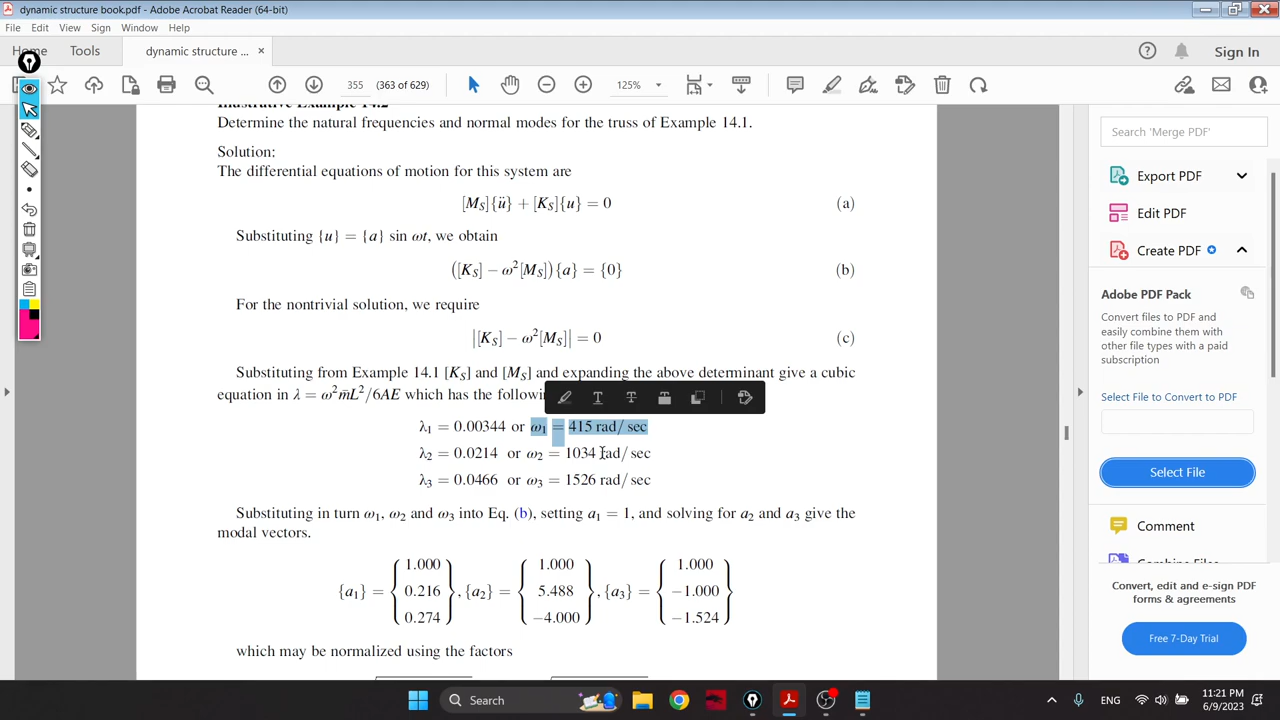 dynamic structure book.pdf - Adobe Acrobat Reader (64-bit)
File Edit View Sign Window Help
Home Tools dynamic structure ... × Sign In
355 (363 of 629) 125%
Illustrative Example 14.2
Determine the natural frequencies and normal modes for the truss of Example 14.1.
Solution:
The differential equations of motion for this system are
[M_S]{ü} + [K_S]{u} = 0 (a)
Substituting {u} = {a} sin ωt, we obtain
([K_S] − ω²[M_S]){a} = {0} (b)
For the nontrivial solution, we require
|[K_S] − ω²[M_S]| = 0 (c)
Substituting from Example 14.1 [K_S] and [M_S] and expanding the above determinant give a cubic
equation in λ = ω²m̄L²/6AE which has the following
λ₁ = 0.00344 or ω₁ = 415 rad/sec
λ₂ = 0.0214 or ω₂ = 1034 rad/sec
λ₃ = 0.0466 or ω₃ = 1526 rad/sec
Substituting in turn ω₁, ω₂ and ω₃ into Eq. (b), setting a₁ = 1, and solving for a₂ and a₃ give the
modal vectors.
1.000 1.000 1.000
{a₁} = 0.216 , {a₂} = 5.488 , {a₃} = −1.000
0.274 −4.000 −1.524
which may be normalized using the factors
Search 'Merge PDF'
Export PDF
Edit PDF
Create PDF
Adobe PDF Pack
Convert files to PDF and
easily combine them with
other file types with a paid
subscription
Select File to Convert to PDF
Select File
Comment
Combine Files
Convert, edit and e-sign PDF
forms & agreements
Free 7-Day Trial
Search
ENG
11:21 PM
6/9/2023